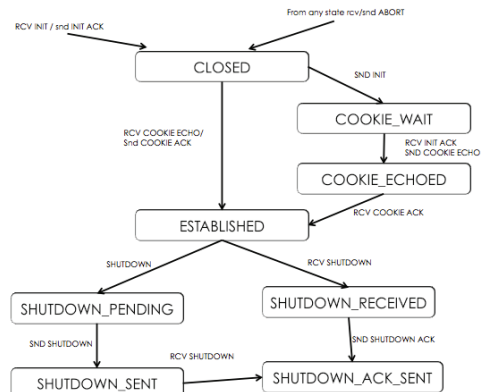 From any state rcv/snd ABORT
RCV INIT / snd INIT ACK
CLOSED
SND INIT
COOKIE_WAIT
RCV COOKIE ECHO/
Snd COOKIE ACK
RCV INIT ACK
SND COOKIE ECHO
COOKIE_ECHOED
RCV COOKIE ACK
ESTABLISHED
SHUTDOWN
RCV SHUTDOWN
SHUTDOWN_PENDING
SHUTDOWN_RECEIVED
SND SHUTDOWN
SND SHUTDOWN ACK
RCV SHUTDOWN
SHUTDOWN_SENT
SHUTDOWN_ACK_SENT